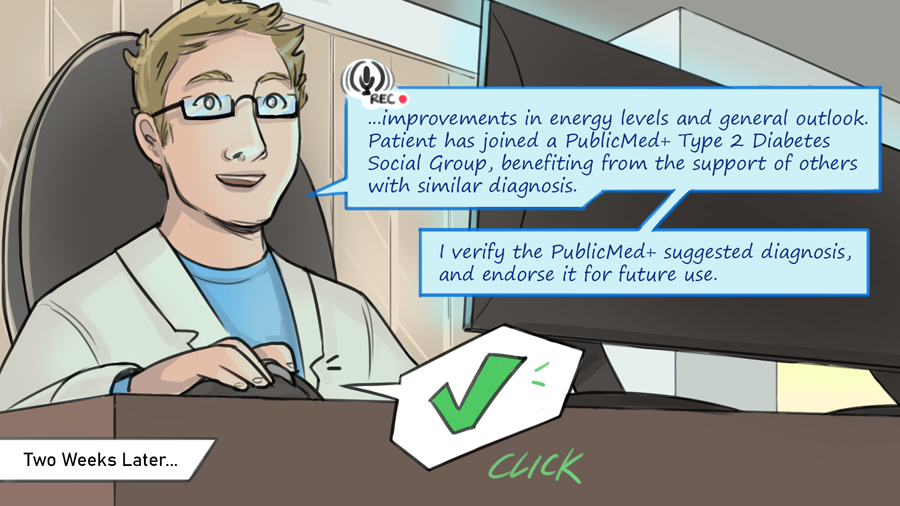 REC
...improvements in energy levels and general outlook.
Patient has joined a PublicMed+ Type 2 Diabetes
Social Group, benefiting from the support of others
with similar diagnosis.
I verify the PublicMed+ suggested diagnosis,
and endorse it for future use.
Two Weeks Later...
CLICK